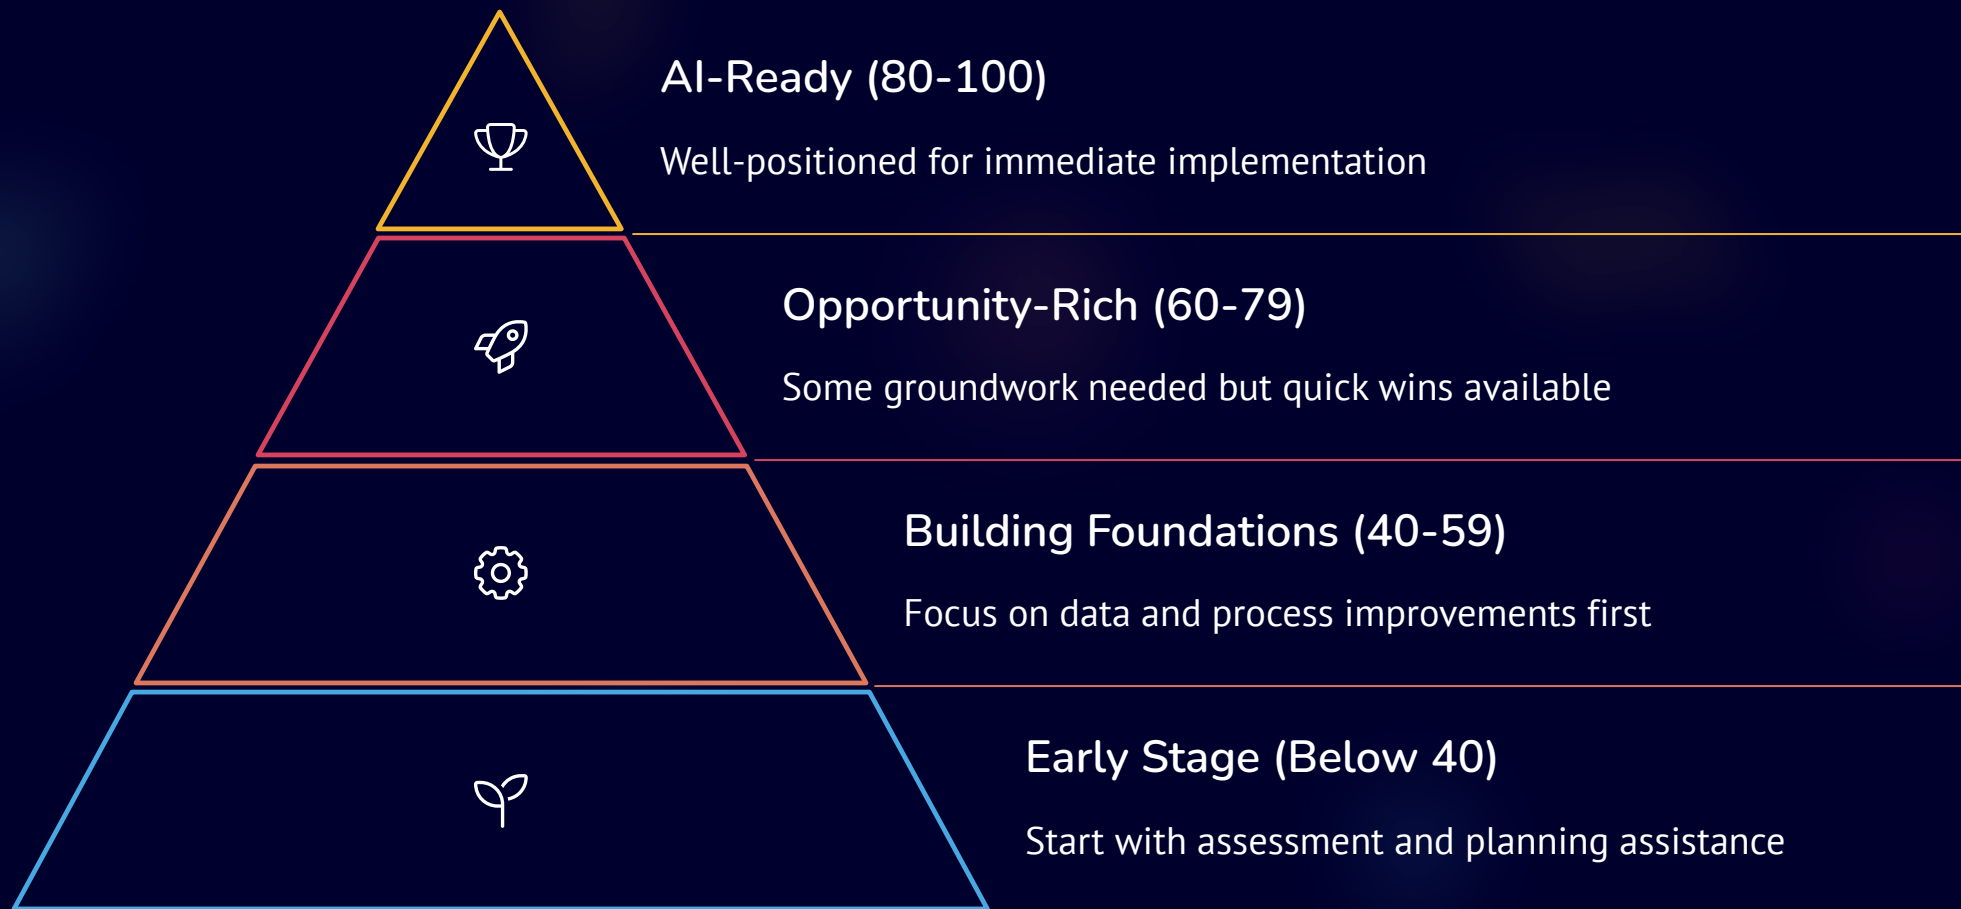 AI-Ready (80-100)
Well-positioned for immediate implementation
Opportunity-Rich (60-79)
Some groundwork needed but quick wins available
Building Foundations (40-59)
Focus on data and process improvements first
Early Stage (Below 40)
Start with assessment and planning assistance